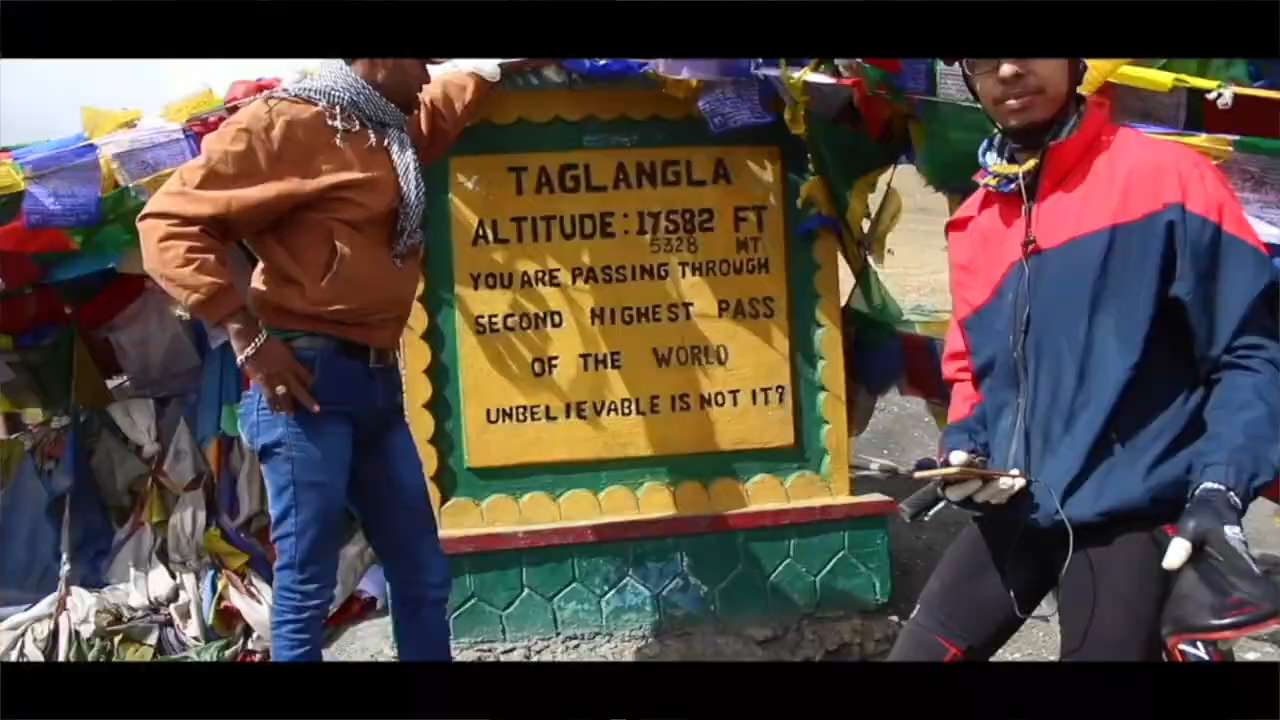 TAGLANGLA
ALTITUDE : 17582 FT
5328 MT
YOU ARE PASSING THROUGH
SECOND HIGHEST PASS
OF THE WORLD
UNBELIEVABLE IS NOT IT?